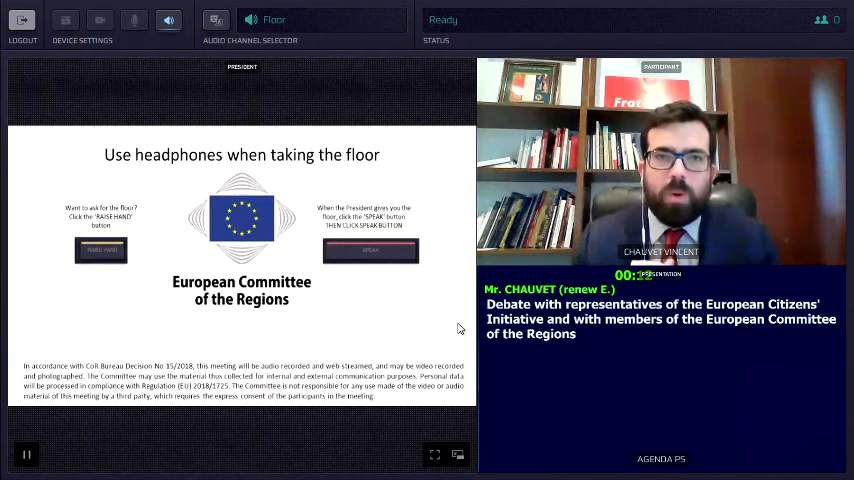 LOGOUT
DEVICE SETTINGS
Floor
AUDIO CHANNEL SELECTOR
Ready
0
STATUS
PRESIDENT
Use headphones when taking the floor
Want to ask for the floor?
Click the 'RAISE HAND'
button
RAISE HAND
When the President gives you the
floor, click the 'SPEAK' button
THEN CLICK SPEAK BUTTON
SPEAK
European Committee
of the Regions
In accordance with CoR Bureau Decision No 15/2018, this meeting will be audio recorded and web streamed, and may be video recorded
and photographed. The Committee may use the material thus collected for internal and external communication purposes. Personal data
will be processed in compliance with Regulation (EU) 2018/1725. The Committee is not responsible for any use made of the video or audio
material of this meeting by a third party, which requires the express consent of the participants in the meeting.
PARTICIPANT
CHAUVET VINCENT
PRESENTATION
Mr. CHAUVET (renew E.)
Debate with representatives of the European Citizens'
Initiative and with members of the European Committee
of the Regions
AGENDA PS